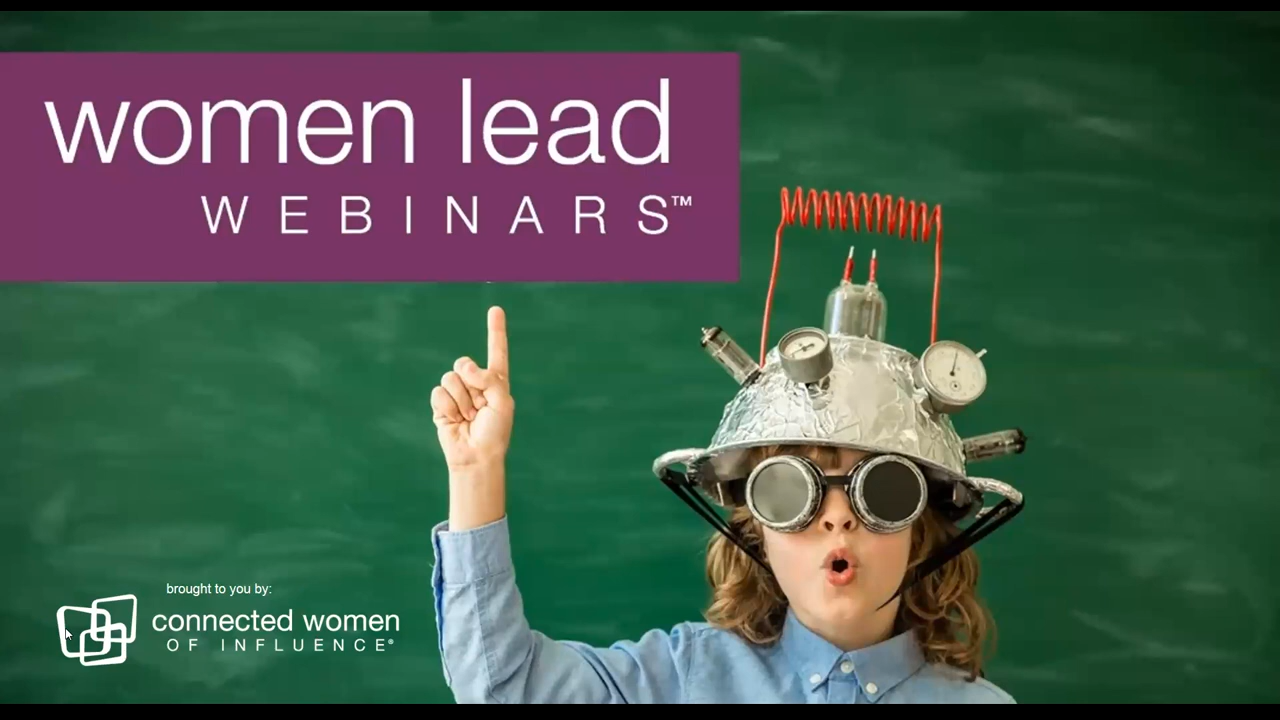 women lead
WEBINARS™
brought to you by:
connected women
OF INFLUENCE®